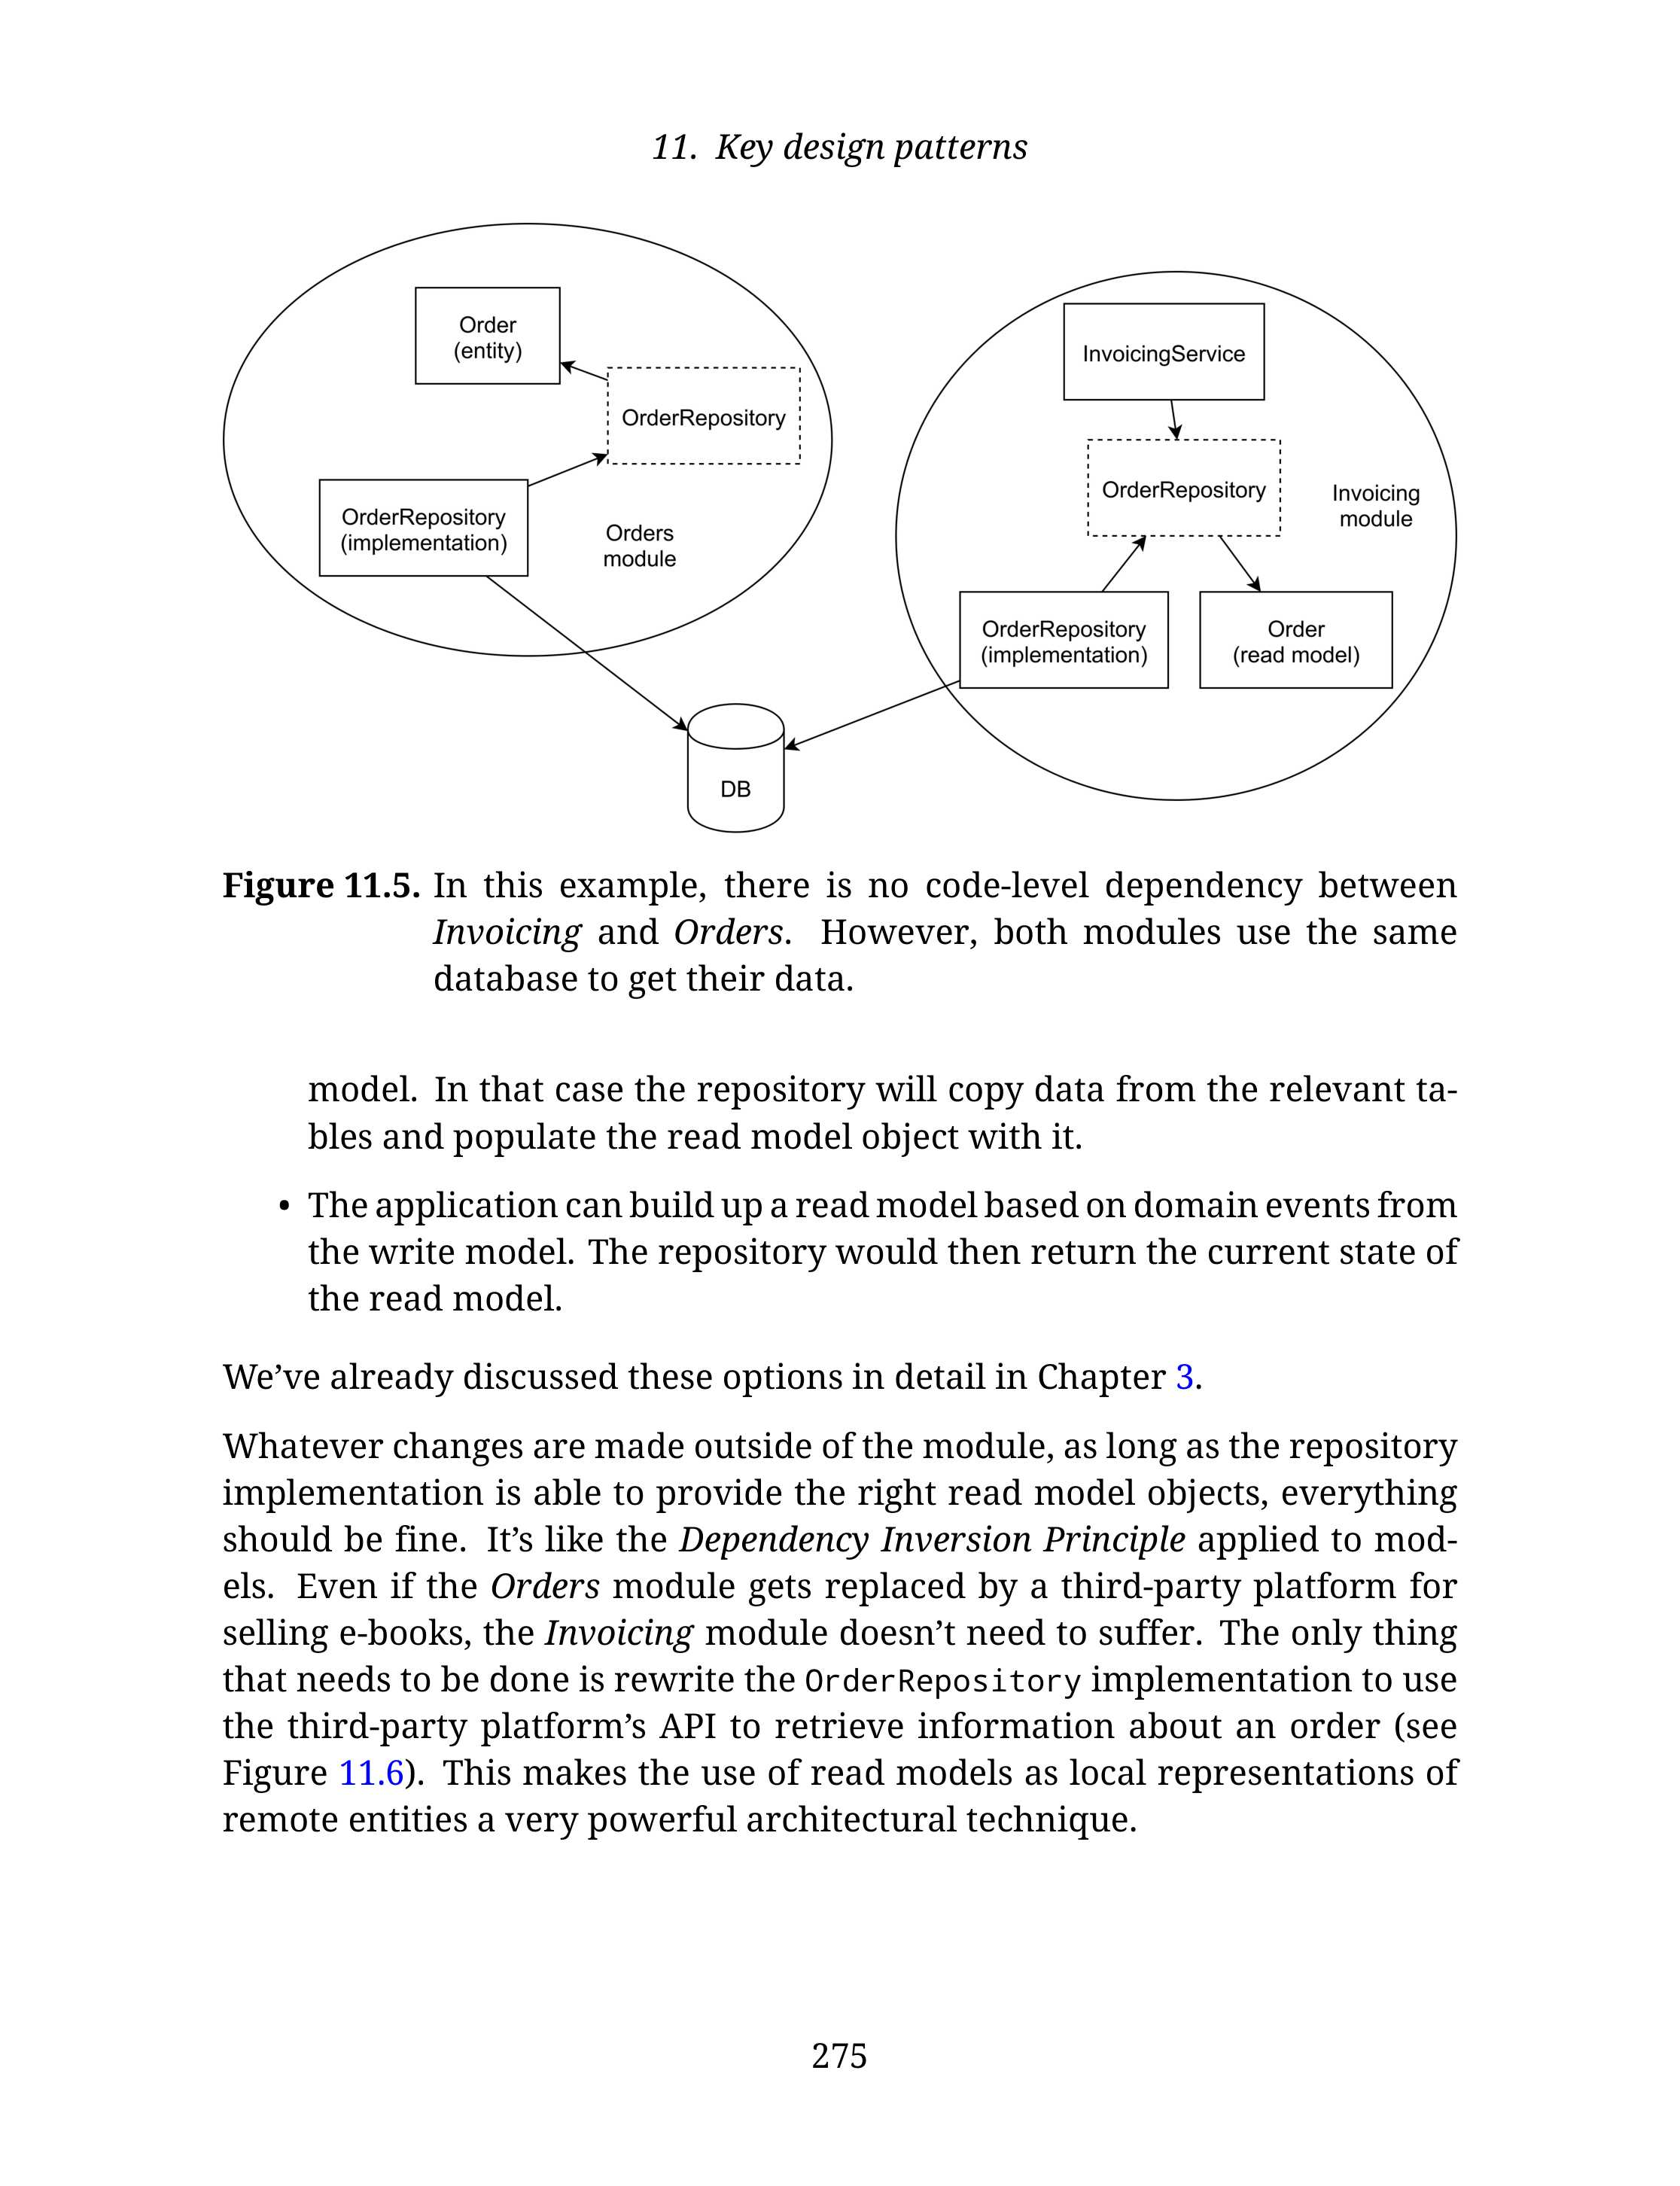 11. Key design patterns
Order
(entity)
OrderRepository
OrderRepository
(implementation)
Orders
module
InvoicingService
OrderRepository
Invoicing
module
OrderRepository
(implementation)
Order
(read model)
DB
Figure 11.5. In this example, there is no code-level dependency between
Invoicing and Orders. However, both modules use the same
database to get their data.
model. In that case the repository will copy data from the relevant ta-
bles and populate the read model object with it.
• The application can build up a read model based on domain events from
the write model. The repository would then return the current state of
the read model.
We’ve already discussed these options in detail in Chapter 3.
Whatever changes are made outside of the module, as long as the repository
implementation is able to provide the right read model objects, everything
should be fine. It’s like the Dependency Inversion Principle applied to mod-
els. Even if the Orders module gets replaced by a third-party platform for
selling e-books, the Invoicing module doesn’t need to suffer. The only thing
that needs to be done is rewrite the OrderRepository implementation to use
the third-party platform’s API to retrieve information about an order (see
Figure 11.6). This makes the use of read models as local representations of
remote entities a very powerful architectural technique.
275